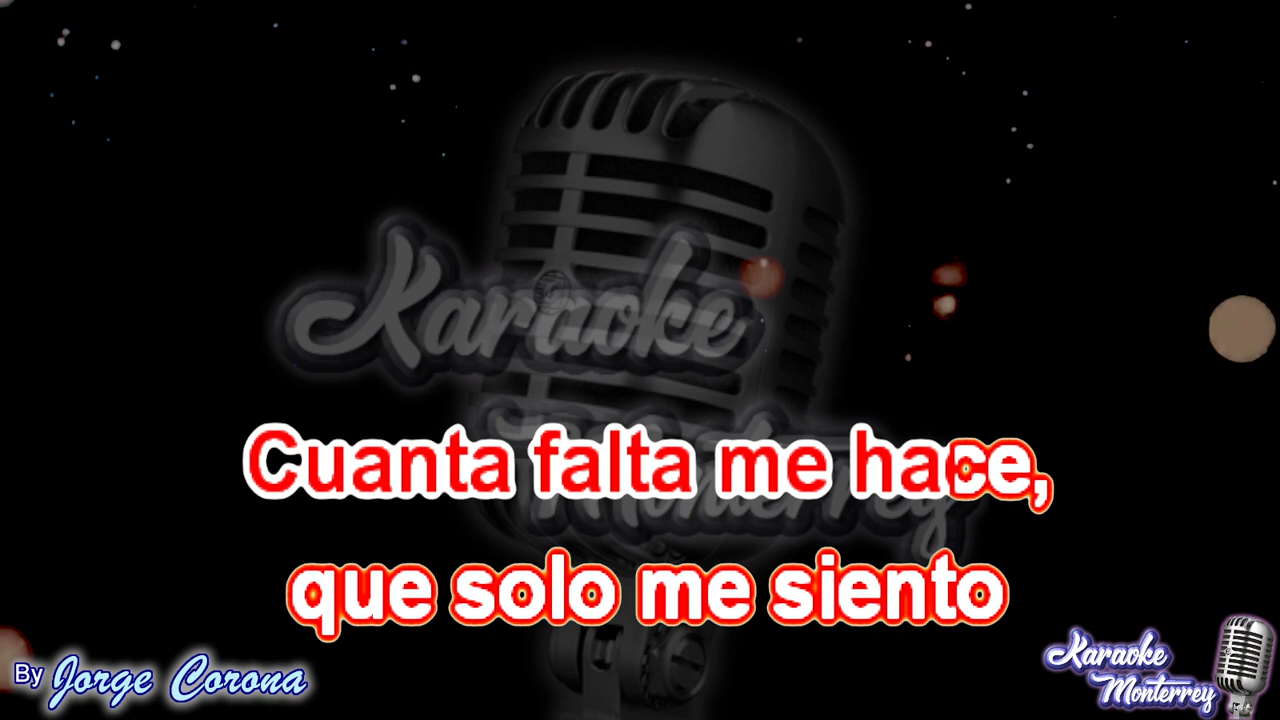 Karaoke
Monterrey
Cuanta falta me hace,
que solo me siento
By Jorge Corona
Karaoke
Monterrey